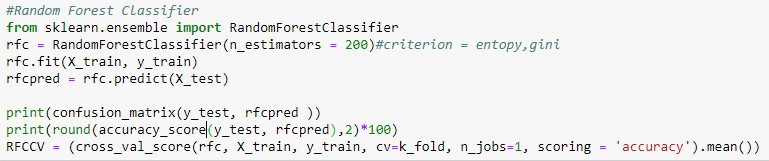 #Random Forest Classifier
from sklearn.ensemble import RandomForestClassifier
rfc = RandomForestClassifier(n_estimators = 200)#criterion = entopy,gini
rfc.fit(X_train, y_train)
rfcpred = rfc.predict(X_test)
print(confusion_matrix(y_test, rfcpred ))
print(round(accuracy_score(y_test, rfcpred),2)*100)
RFCCV = (cross_val_score(rfc, X_train, y_train, cv=k_fold, n_jobs=1, scoring = 'accuracy').mean())